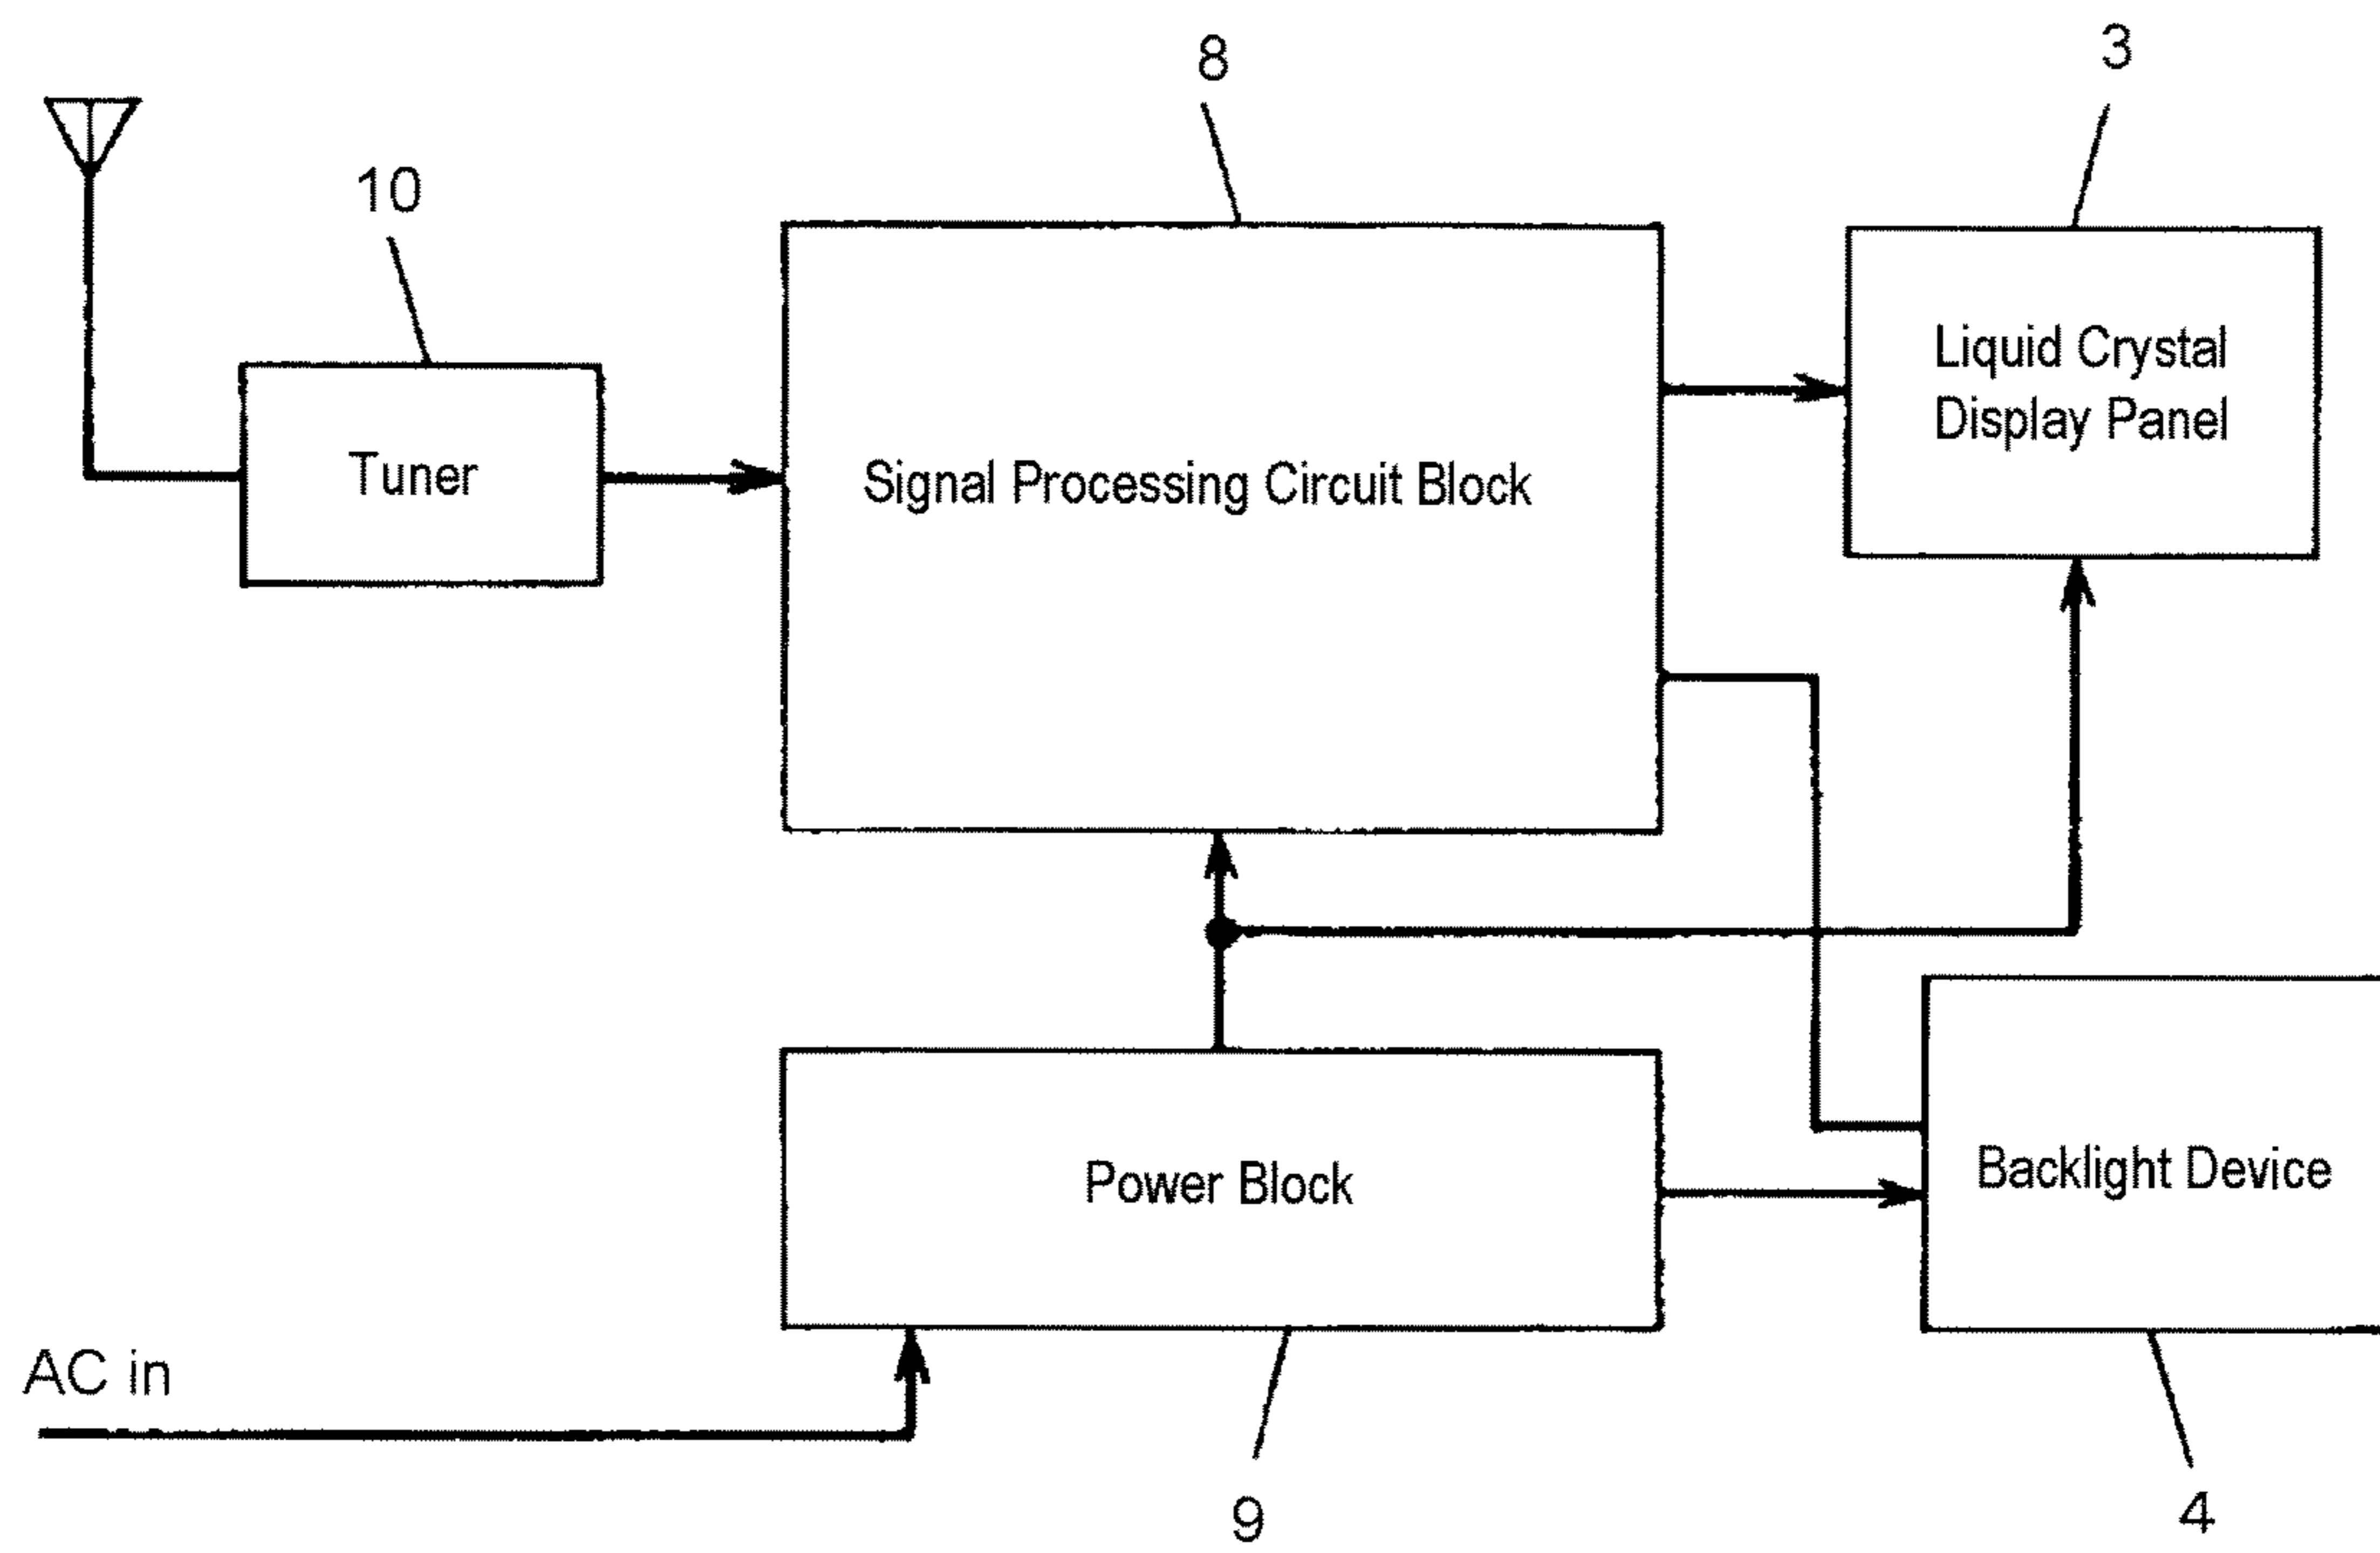 8
3
10
Liquid Crystal
Display Panel
Tuner
Signal Processing Circuit Block
Backlight Device
Power Block
AC in
9
4